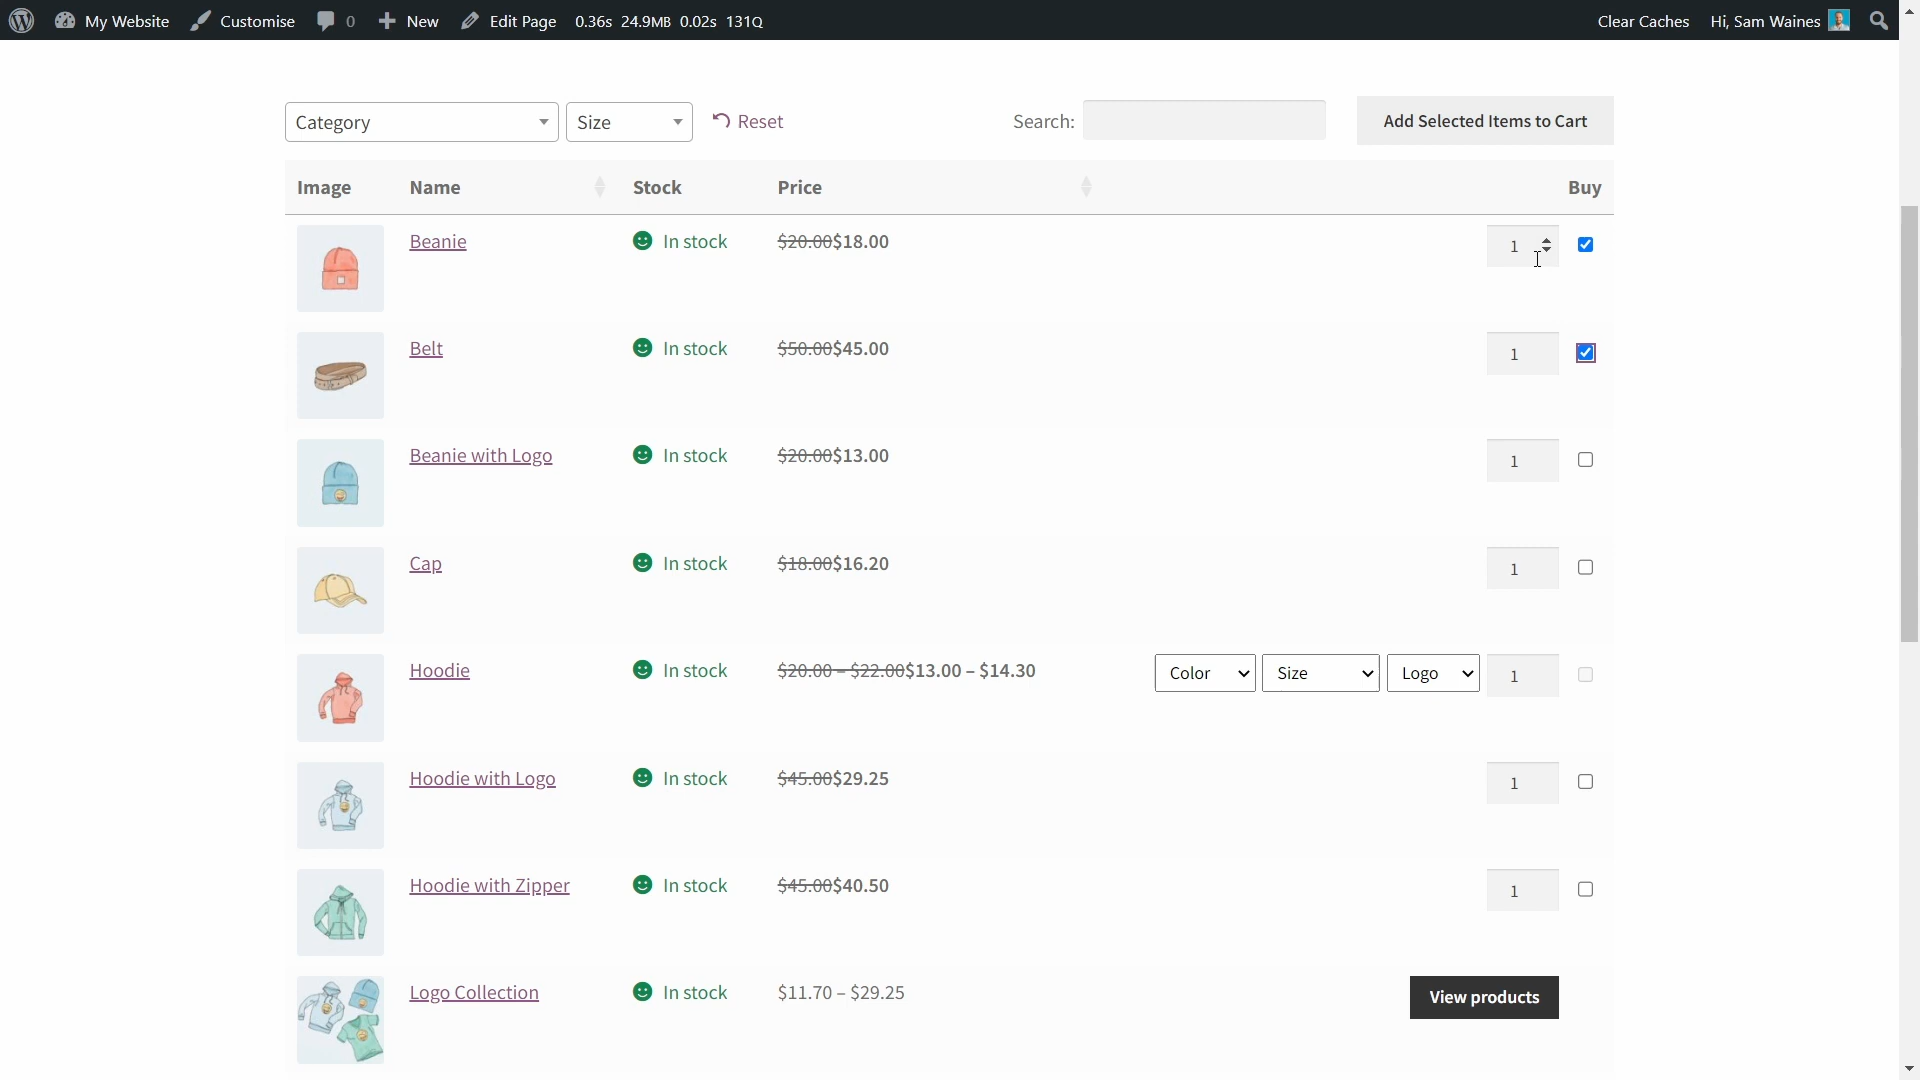 My Website Customise 0 New Edit Page 0.36s 24.9MB 0.02s 131Q Clear Caches Hi, Sam Waines
Category Size Reset Search: Add Selected Items to Cart
Image Name Stock Price Buy
Beanie In stock $20.00$18.00 1
Belt In stock $50.00$45.00 1
Beanie with Logo In stock $20.00$13.00 1
Cap In stock $18.00$16.20 1
Hoodie In stock $20.00 – $22.00$13.00 – $14.30 Color Size Logo 1
Hoodie with Logo In stock $45.00$29.25 1
Hoodie with Zipper In stock $45.00$40.50 1
Logo Collection In stock $11.70 – $29.25 View products